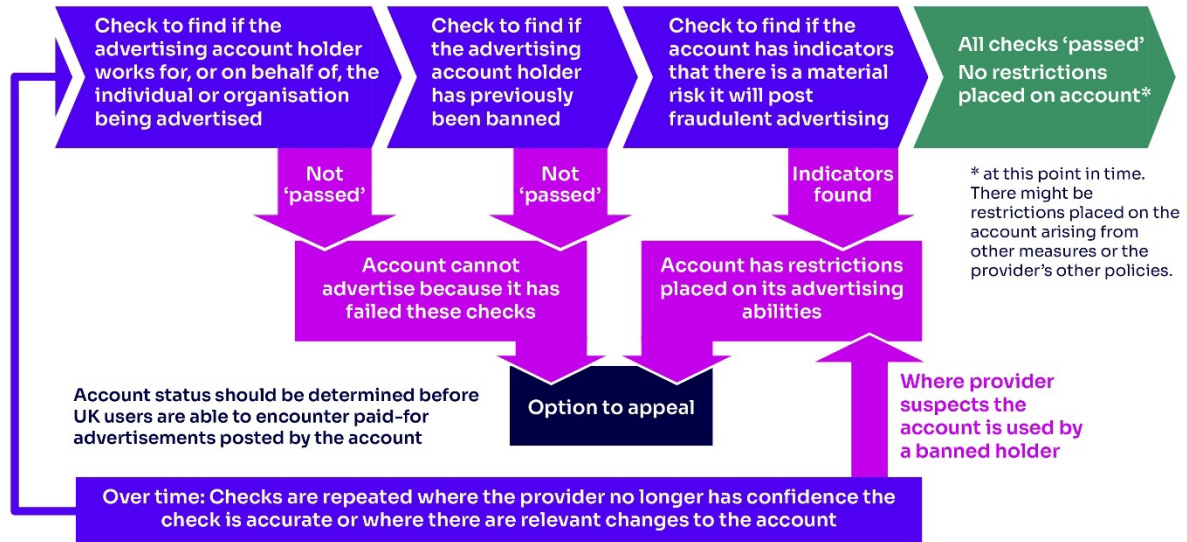 Check to find if the
advertising account holder
works for, or on behalf of, the
individual or organisation
being advertised
Check to find if
the advertising
account holder
has previously
been banned
Check to find if the
account has indicators
that there is a material
risk it will post
fraudulent advertising
All checks ‘passed’
No restrictions
placed on account*
Not
‘passed’
Not
‘passed’
Indicators
found
* at this point in time.
There might be
restrictions placed on the
account arising from
other measures or the
provider’s other policies.
Account cannot
advertise because it has
failed these checks
Account has restrictions
placed on its advertising
abilities
Account status should be determined before
UK users are able to encounter paid-for
advertisements posted by the account
Option to appeal
Where provider
suspects the
account is used by
a banned holder
Over time: Checks are repeated where the provider no longer has confidence the
check is accurate or where there are relevant changes to the account